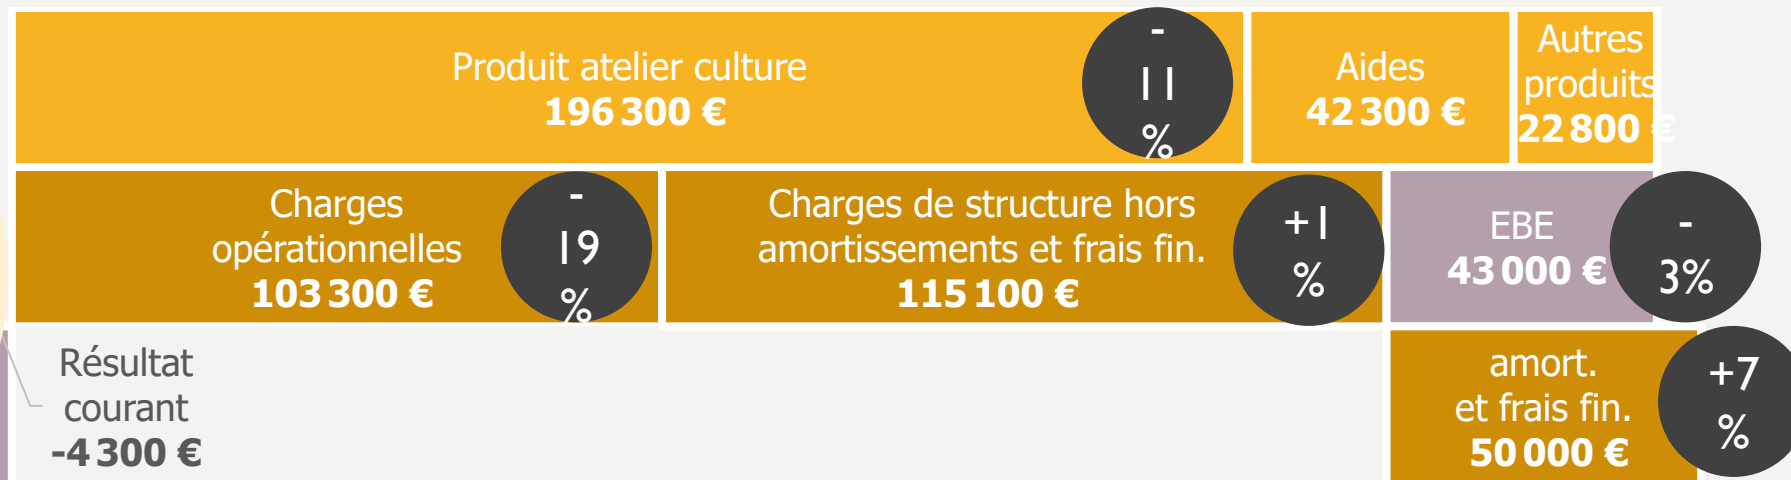 Produit atelier culture
196 300 €
-
11
%
Aides
42 300 €
Autres
produits
22 800 €
Charges
opérationnelles
103 300 €
-
19
%
Charges de structure hors
amortissements et frais fin.
115 100 €
+1
%
EBE
43 000 €
-
3%
Résultat
courant
-4 300 €
amort.
et frais fin.
50 000 €
+7
%